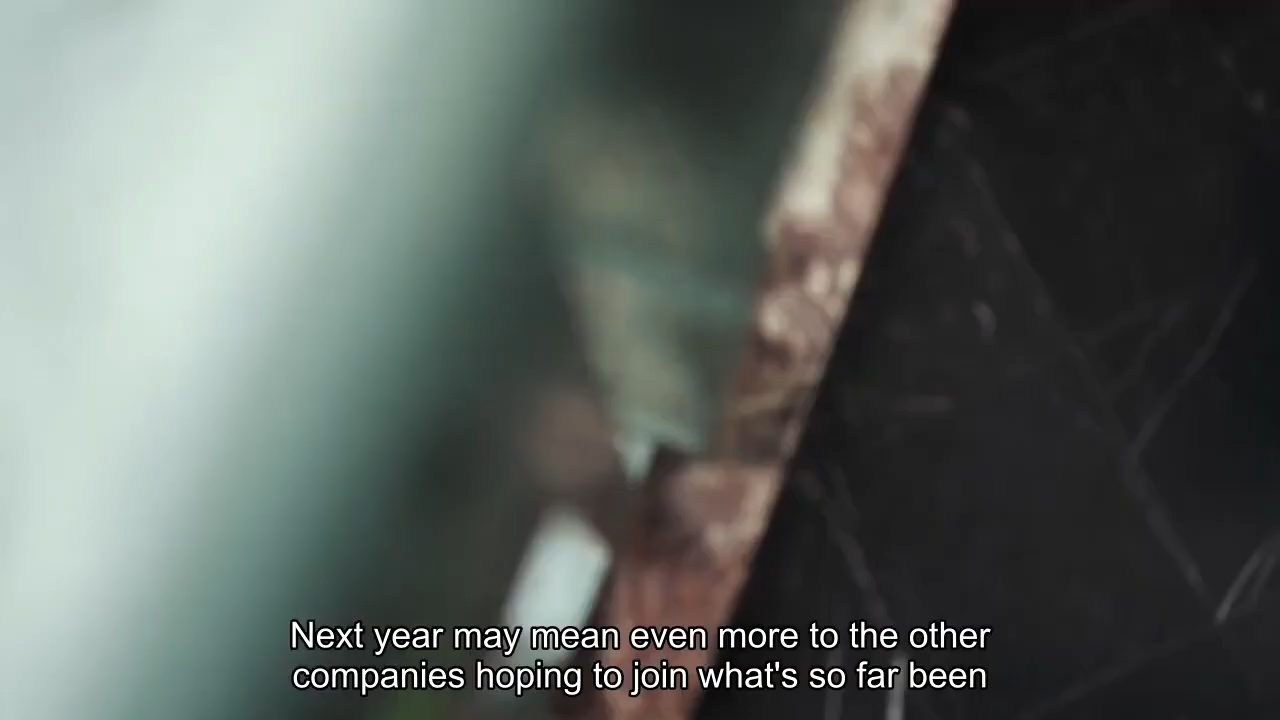 Next year may mean even more to the other
companies hoping to join what's so far been